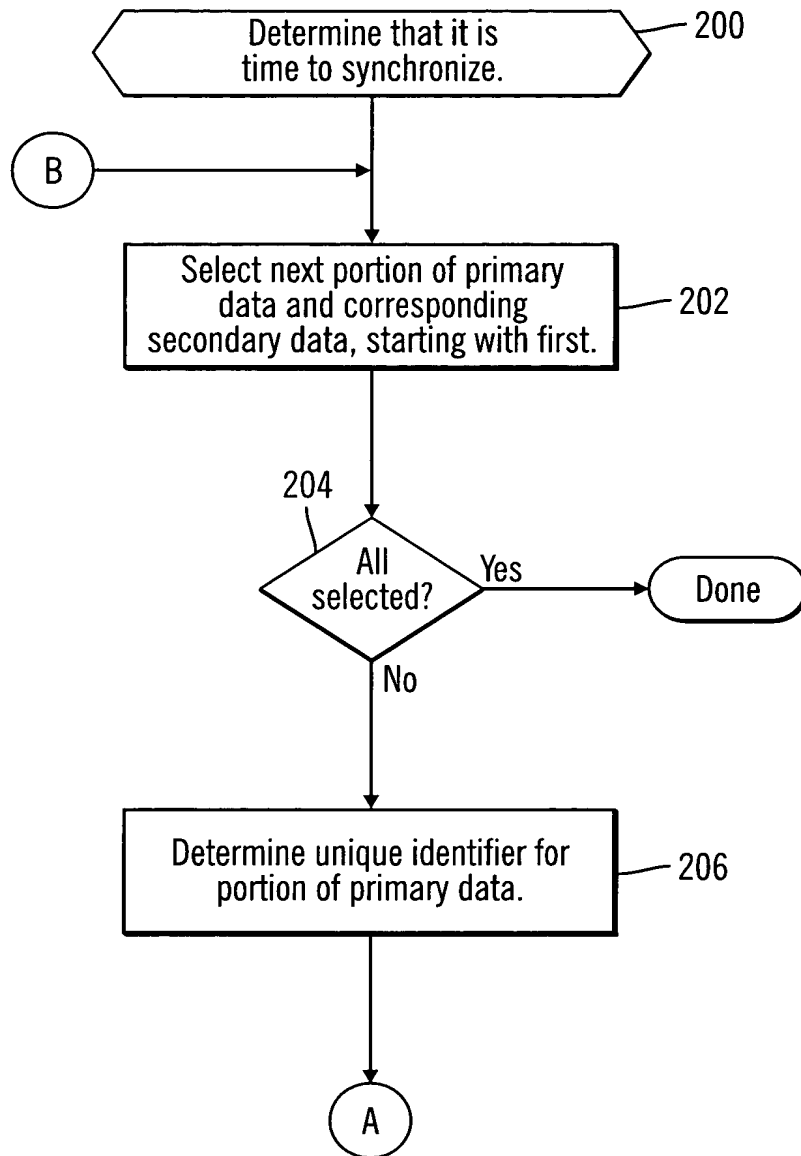 Determine that it is
time to synchronize.
200
B
Select next portion of primary
data and corresponding
secondary data, starting with first.
202
204
All
selected?
Yes
Done
No
Determine unique identifier for
portion of primary data.
206
A